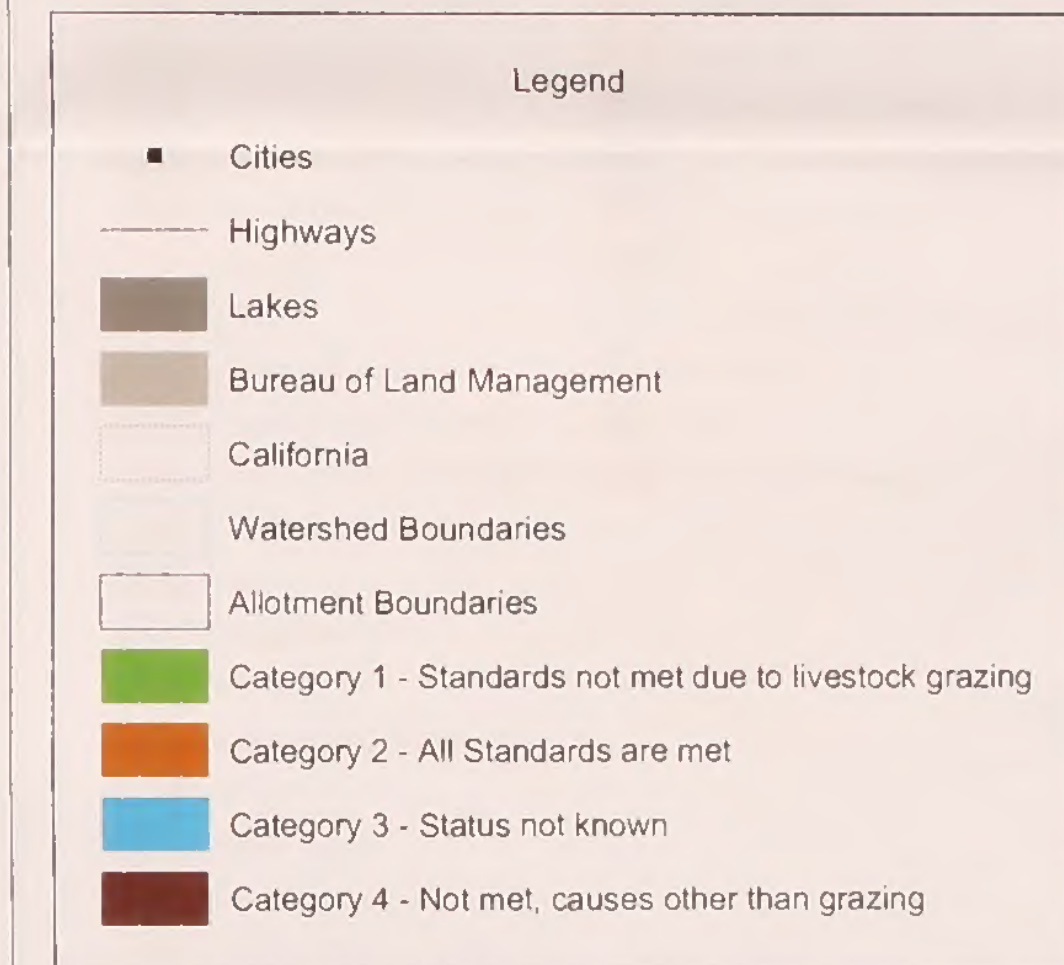 Legend
Cities
Highways
Lakes
Bureau of Land Management
California
Watershed Boundaries
Allotment Boundaries
Category 1 - Standards not met due to livestock grazing
Category 2 - All Standards are met
Category 3 - Status not known
Category 4 - Not met, causes other than grazing